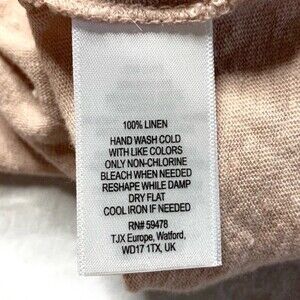 100% LINEN
HAND WASH COLD
WITH LIKE COLORS
ONLY NON-CHLORINE
BLEACH WHEN NEEDED
RESHAPE WHILE DAMP
DRY FLAT
COOL IRON IF NEEDED
RN# 59478
TJX Europe, Watford,
WD17 1TX, UK